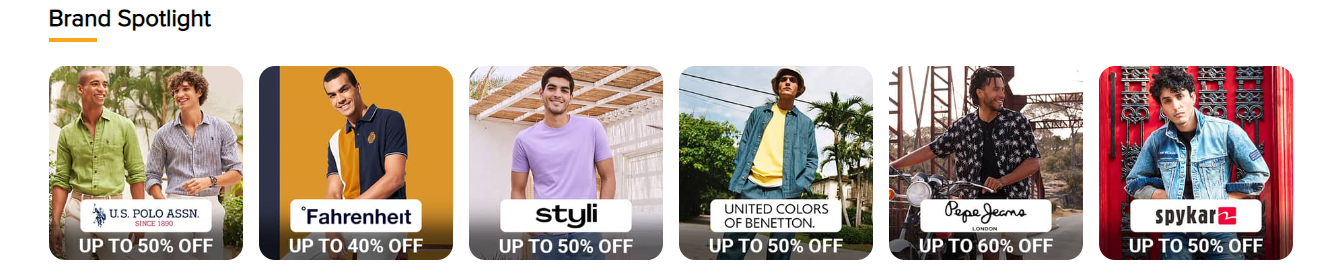 Brand Spotlight
U.S. POLO ASSN.
SINCE 1890
UP TO 50% OFF
°Fahrenheit
UP TO 40% OFF
styli
UP TO 50% OFF
UNITED COLORS
OF BENETTON.
UP TO 50% OFF
Pepe Jeans
LONDON
UP TO 60% OFF
spykar
UP TO 50% OFF